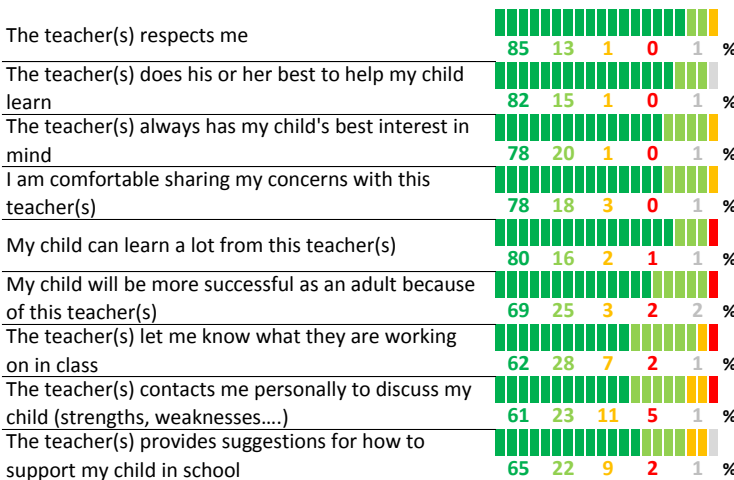 The teacher(s) respects me
85 13 1 0 1 %
The teacher(s) does his or her best to help my child
learn
82 15 1 0 1 %
The teacher(s) always has my child's best interest in
mind
78 20 1 0 1 %
I am comfortable sharing my concerns with this
teacher(s)
78 18 3 0 1 %
My child can learn a lot from this teacher(s)
80 16 2 1 1 %
My child will be more successful as an adult because
of this teacher(s)
69 25 3 2 2 %
The teacher(s) let me know what they are working
on in class
62 28 7 2 1 %
The teacher(s) contacts me personally to discuss my
child (strengths, weaknesses....)
61 23 11 5 1 %
The teacher(s) provides suggestions for how to
support my child in school
65 22 9 2 1 %